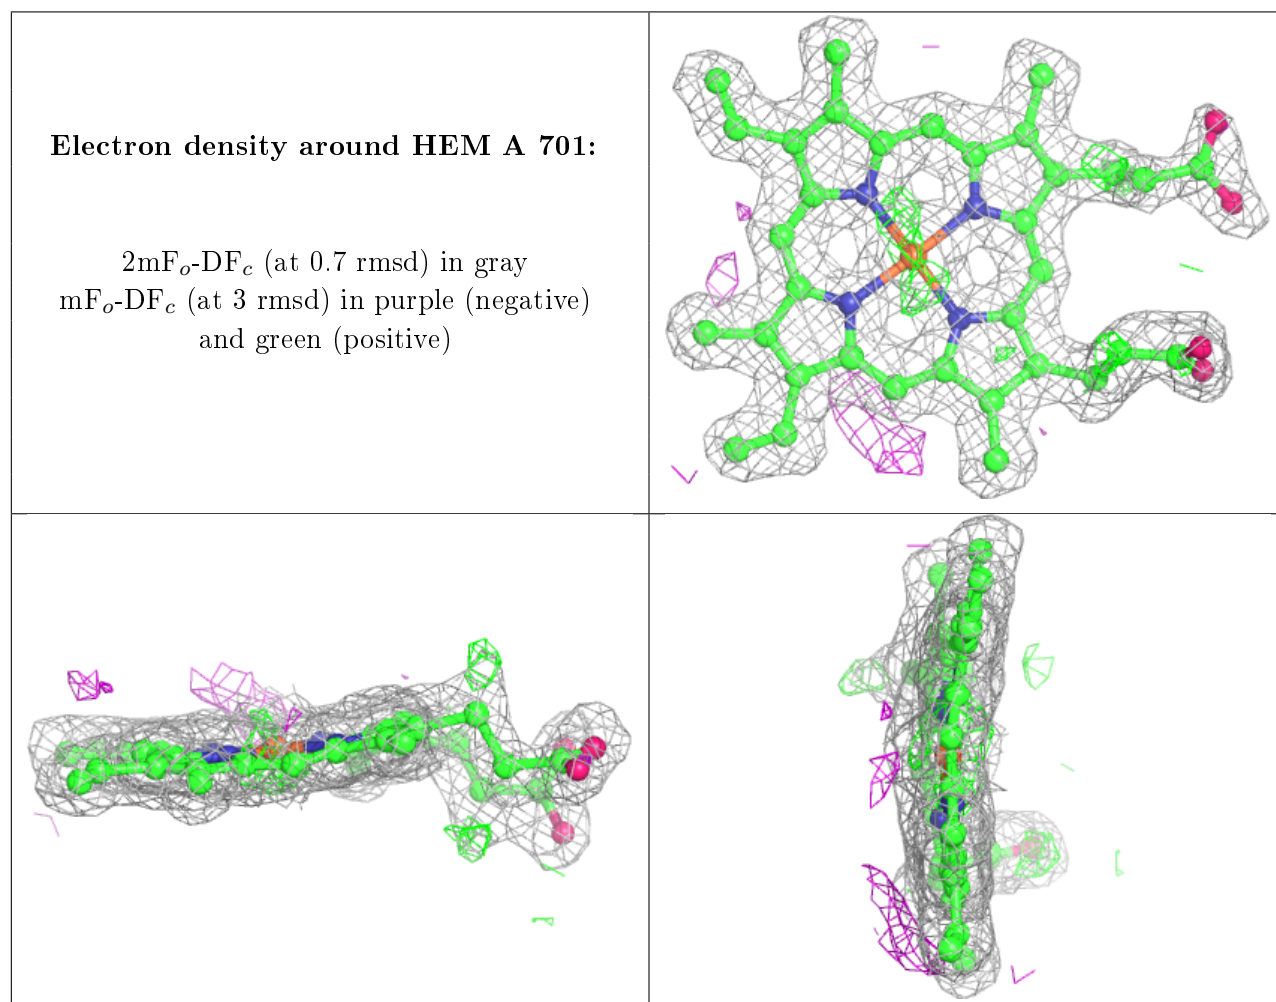 Electron density around HEM A 701:
2mFₒ-DF𝒸 (at 0.7 rmsd) in gray
mFₒ-DF𝒸 (at 3 rmsd) in purple (negative)
and green (positive)